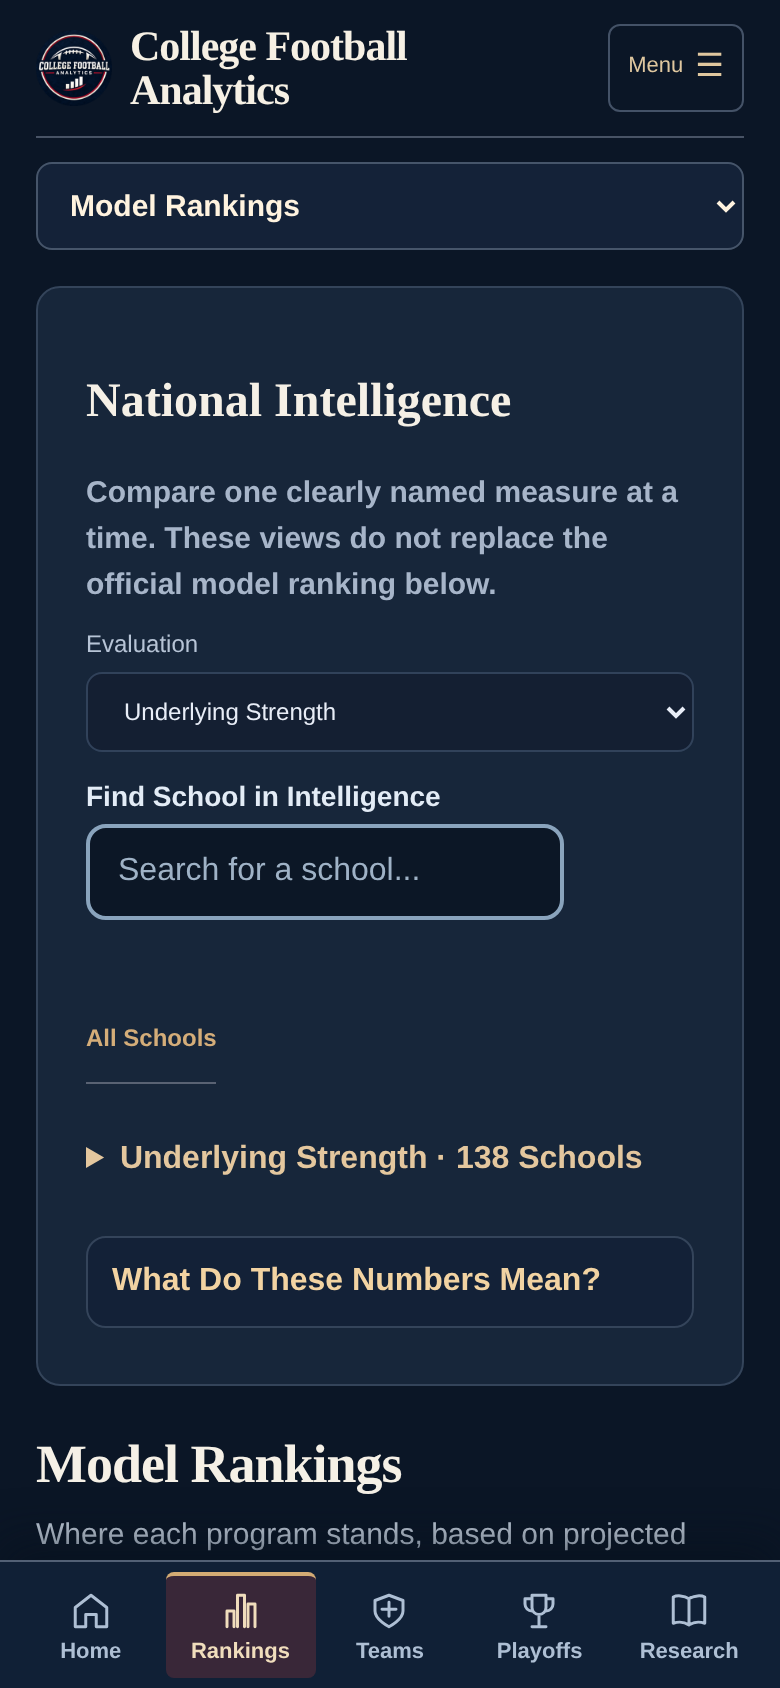 COLLEGE FOOTBALL
ANALYTICS
College Football
Analytics
Menu
Model Rankings
National Intelligence
Compare one clearly named measure at a
time. These views do not replace the
official model ranking below.
Evaluation
Underlying Strength
Find School in Intelligence
Search for a school...
All Schools
Underlying Strength · 138 Schools
What Do These Numbers Mean?
Model Rankings
Where each program stands, based on projected
Home
Rankings
Teams
Playoffs
Research